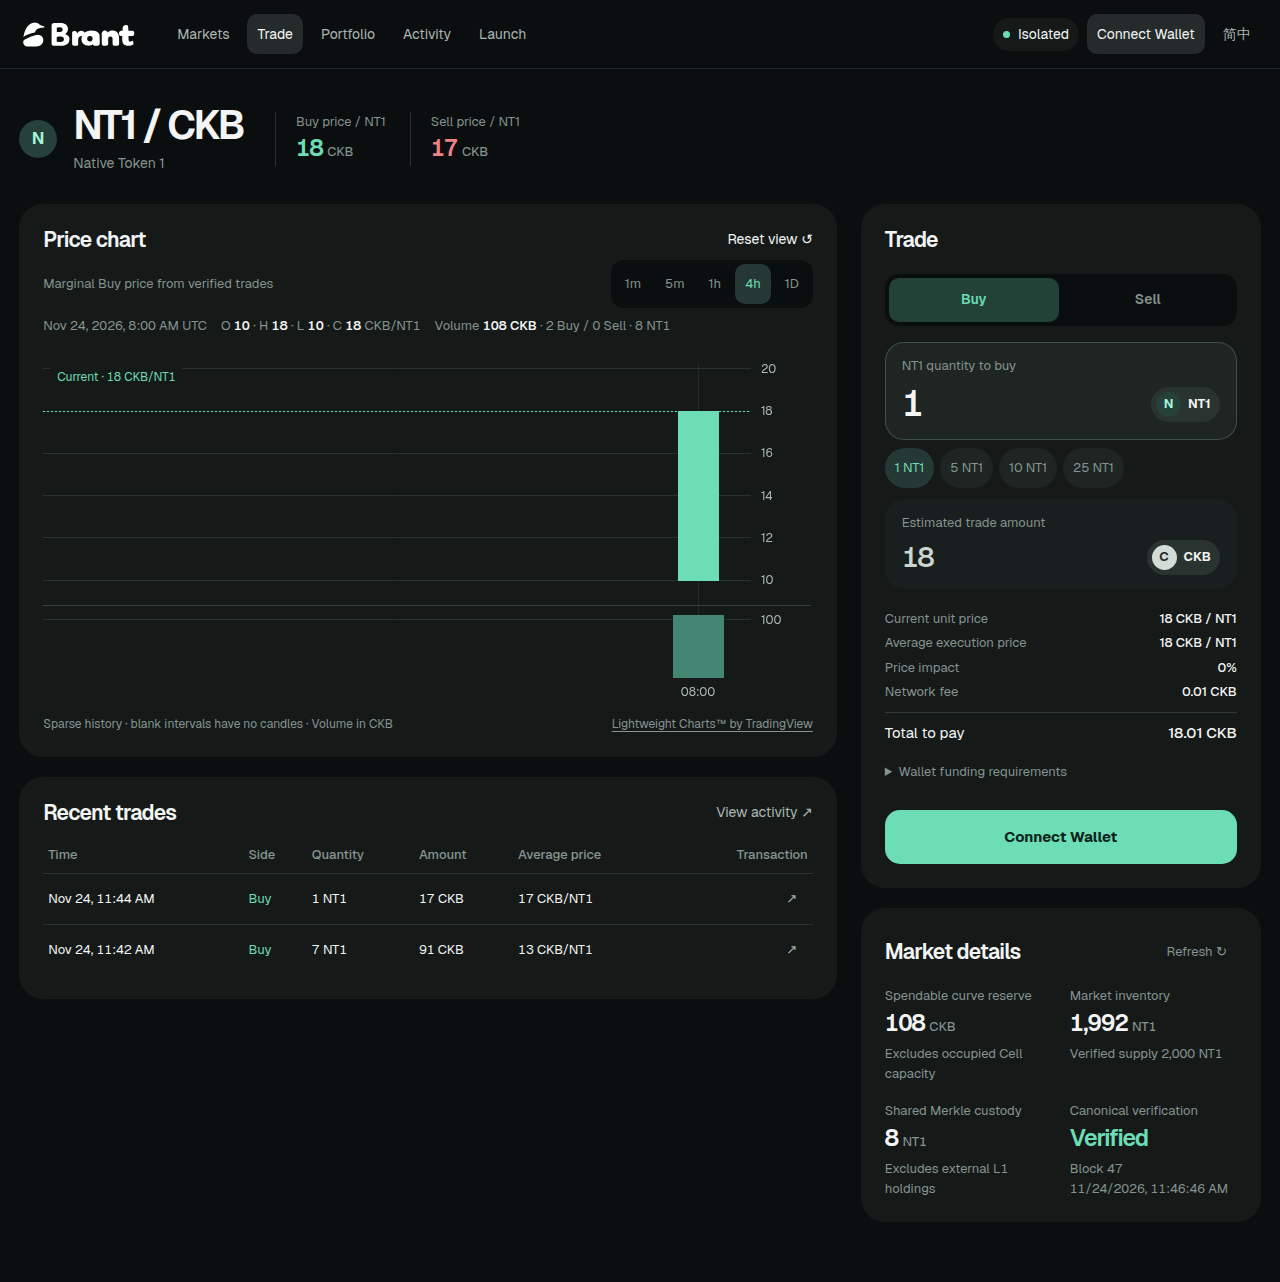 Brant
Markets
Trade
Portfolio
Activity
Launch
Isolated
Connect Wallet
简中
N
NT1 / CKB
Native Token 1
Buy price / NT1
18 CKB
Sell price / NT1
17 CKB
Price chart
Reset view ↺
Marginal Buy price from verified trades
1m
5m
1h
4h
1D
Nov 24, 2026, 8:00 AM UTC O 10 · H 18 · L 10 · C 18 CKB/NT1 Volume 108 CKB · 2 Buy / 0 Sell · 8 NT1
Current · 18 CKB/NT1
20
18
16
14
12
10
100
08:00
Sparse history · blank intervals have no candles · Volume in CKB
Lightweight Charts™ by TradingView
Recent trades
View activity ↗
Time Side Quantity Amount Average price Transaction
Nov 24, 11:44 AM Buy 1 NT1 17 CKB 17 CKB/NT1 ↗
Nov 24, 11:42 AM Buy 7 NT1 91 CKB 13 CKB/NT1 ↗
Trade
Buy
Sell
NT1 quantity to buy
1
N NT1
1 NT1
5 NT1
10 NT1
25 NT1
Estimated trade amount
18
C CKB
Current unit price 18 CKB / NT1
Average execution price 18 CKB / NT1
Price impact 0%
Network fee 0.01 CKB
Total to pay 18.01 CKB
▶ Wallet funding requirements
Connect Wallet
Market details
Refresh ↻
Spendable curve reserve
108 CKB
Excludes occupied Cell
capacity
Market inventory
1,992 NT1
Verified supply 2,000 NT1
Shared Merkle custody
8 NT1
Excludes external L1
holdings
Canonical verification
Verified
Block 47
11/24/2026, 11:46:46 AM